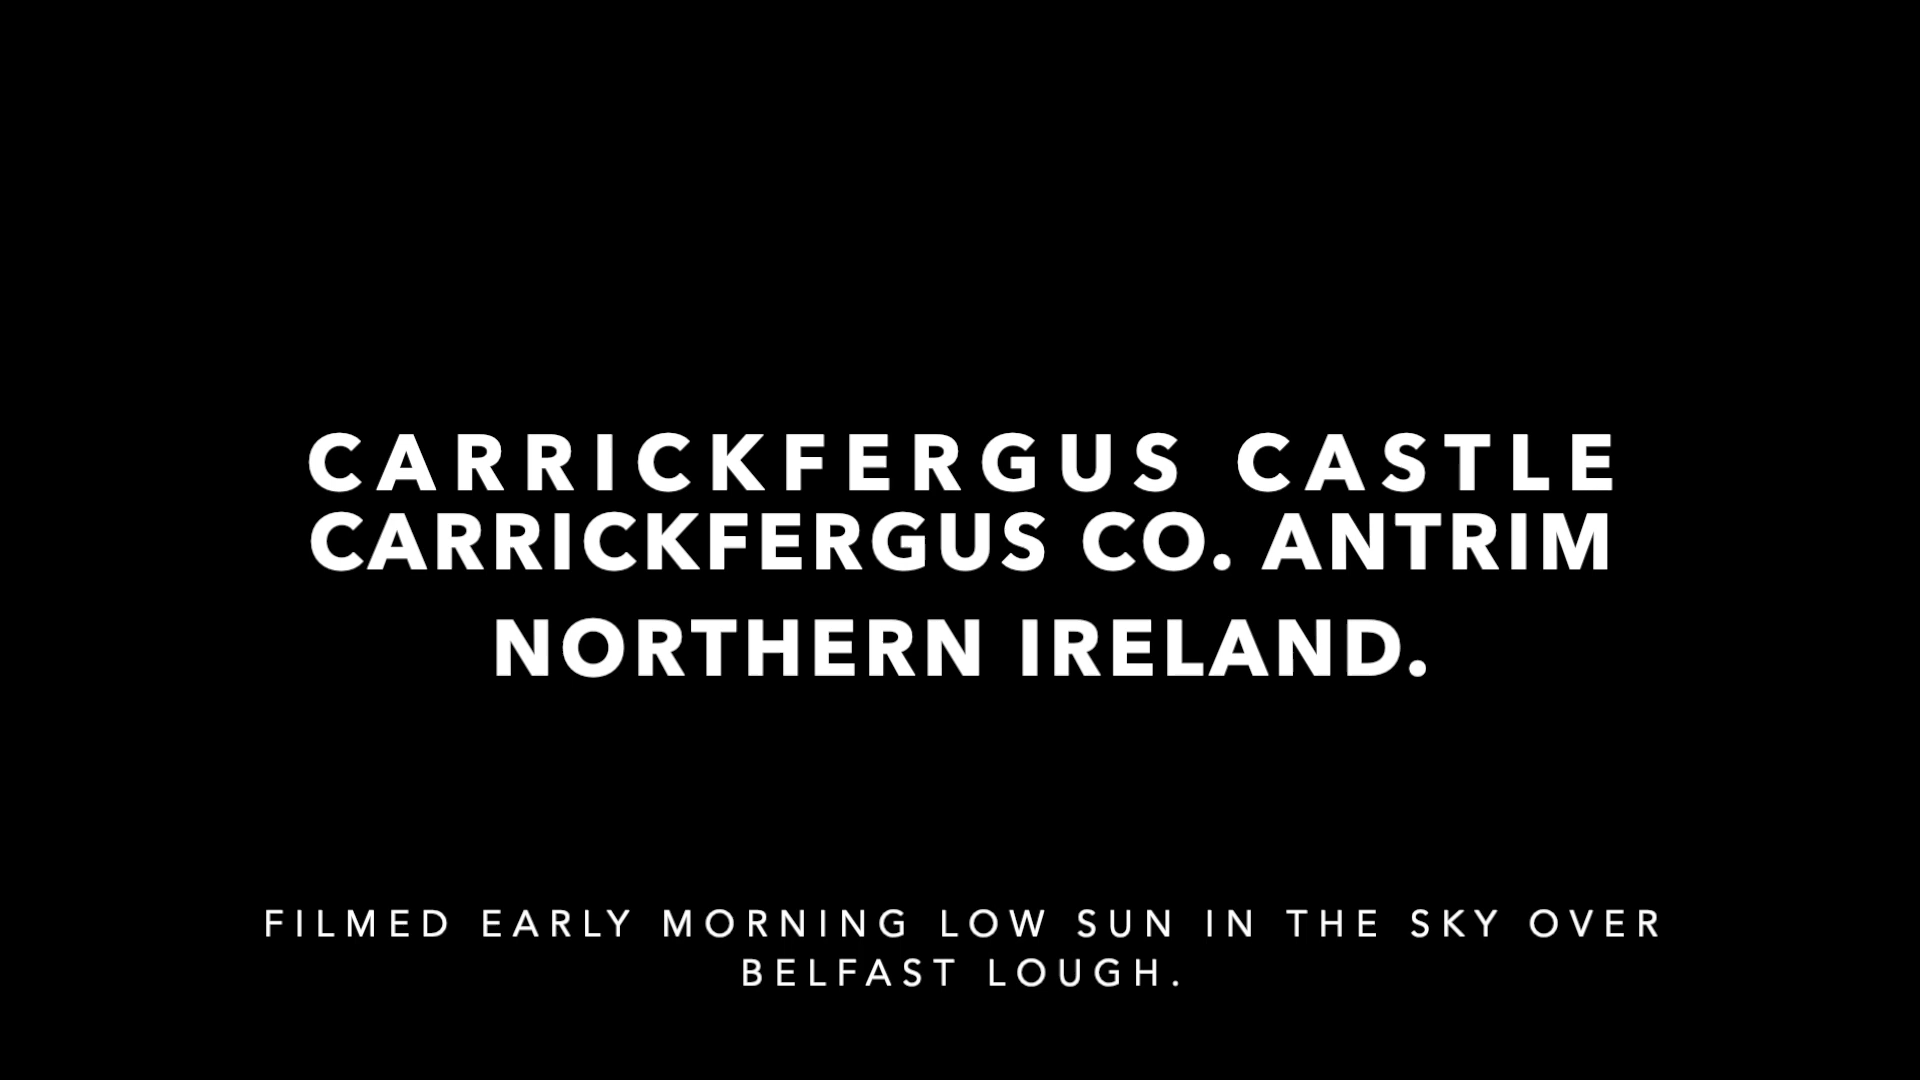 CARRICKFERGUS CASTLE
CARRICKFERGUS CO. ANTRIM
NORTHERN IRELAND.
FILMED EARLY MORNING LOW SUN IN THE SKY OVER
BELFAST LOUGH.